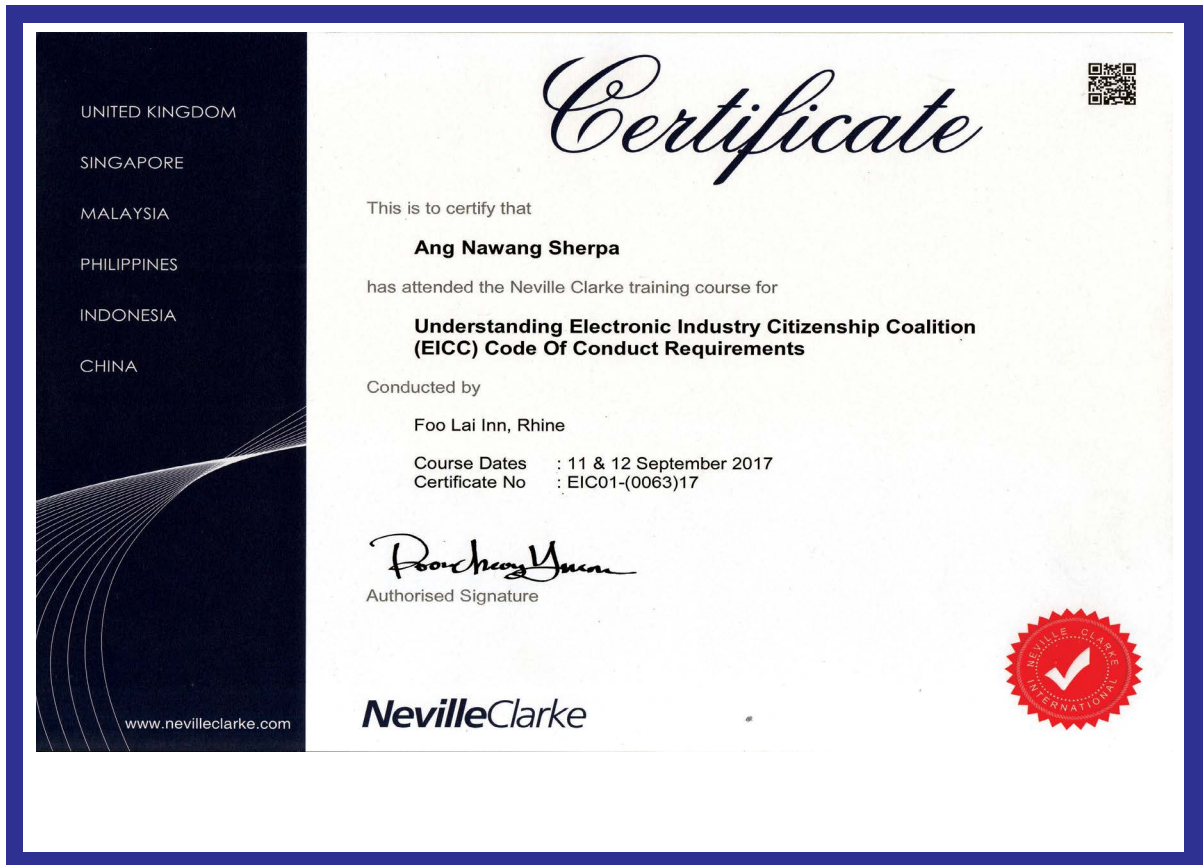 UNITED KINGDOM
SINGAPORE
MALAYSIA
PHILIPPINES
INDONESIA
CHINA
www.nevilleclarke.com
Certificate
This is to certify that
Ang Nawang Sherpa
has attended the Neville Clarke training course for
Understanding Electronic Industry Citizenship Coalition
(EICC) Code Of Conduct Requirements
Conducted by
Foo Lai Inn, Rhine
Course Dates : 11 & 12 September 2017
Certificate No : EIC01-(0063)17
Authorised Signature
NevilleClarke
NEVILLE CLARKE
INTERNATIONAL